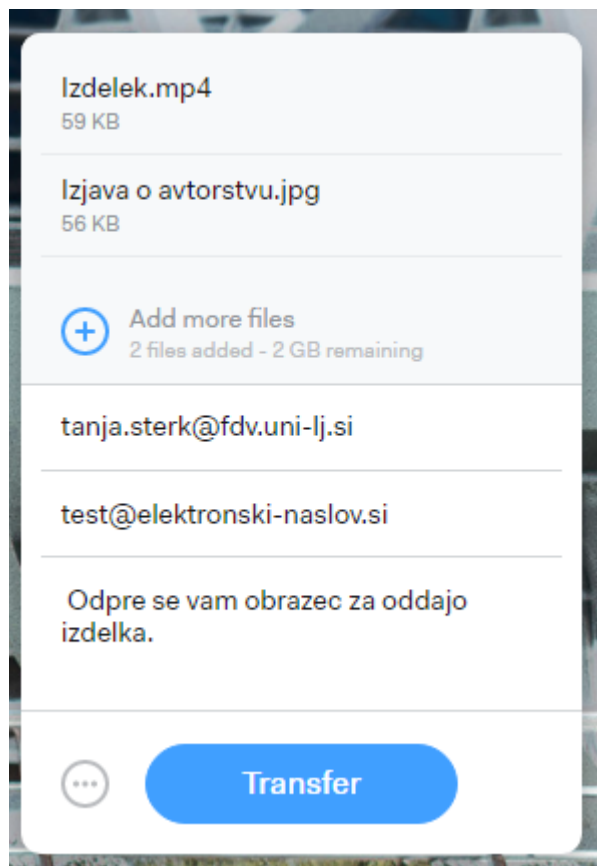 Izdelek.mp4
59 KB
Izjava o avtorstvu.jpg
56 KB
Add more files
2 files added - 2 GB remaining
tanja.sterk@fdv.uni-lj.si
test@elektronski-naslov.si
Odpre se vam obrazec za oddajo
izdelka.
Transfer